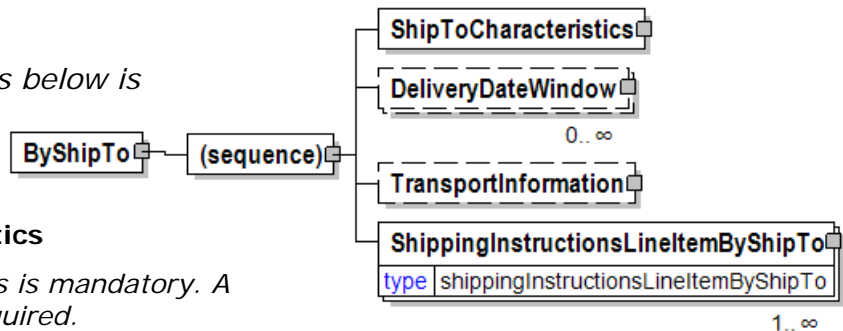 ShipToCharacteristics
s below is
DeliveryDateWindow
0.. ∞
ByShipTo
(sequence)
TransportInformation
tics
ShippingInstructionsLineItemByShipTo
s is mandatory. A
type shippingInstructionsLineItemByShipTo
uired.
1.. ∞